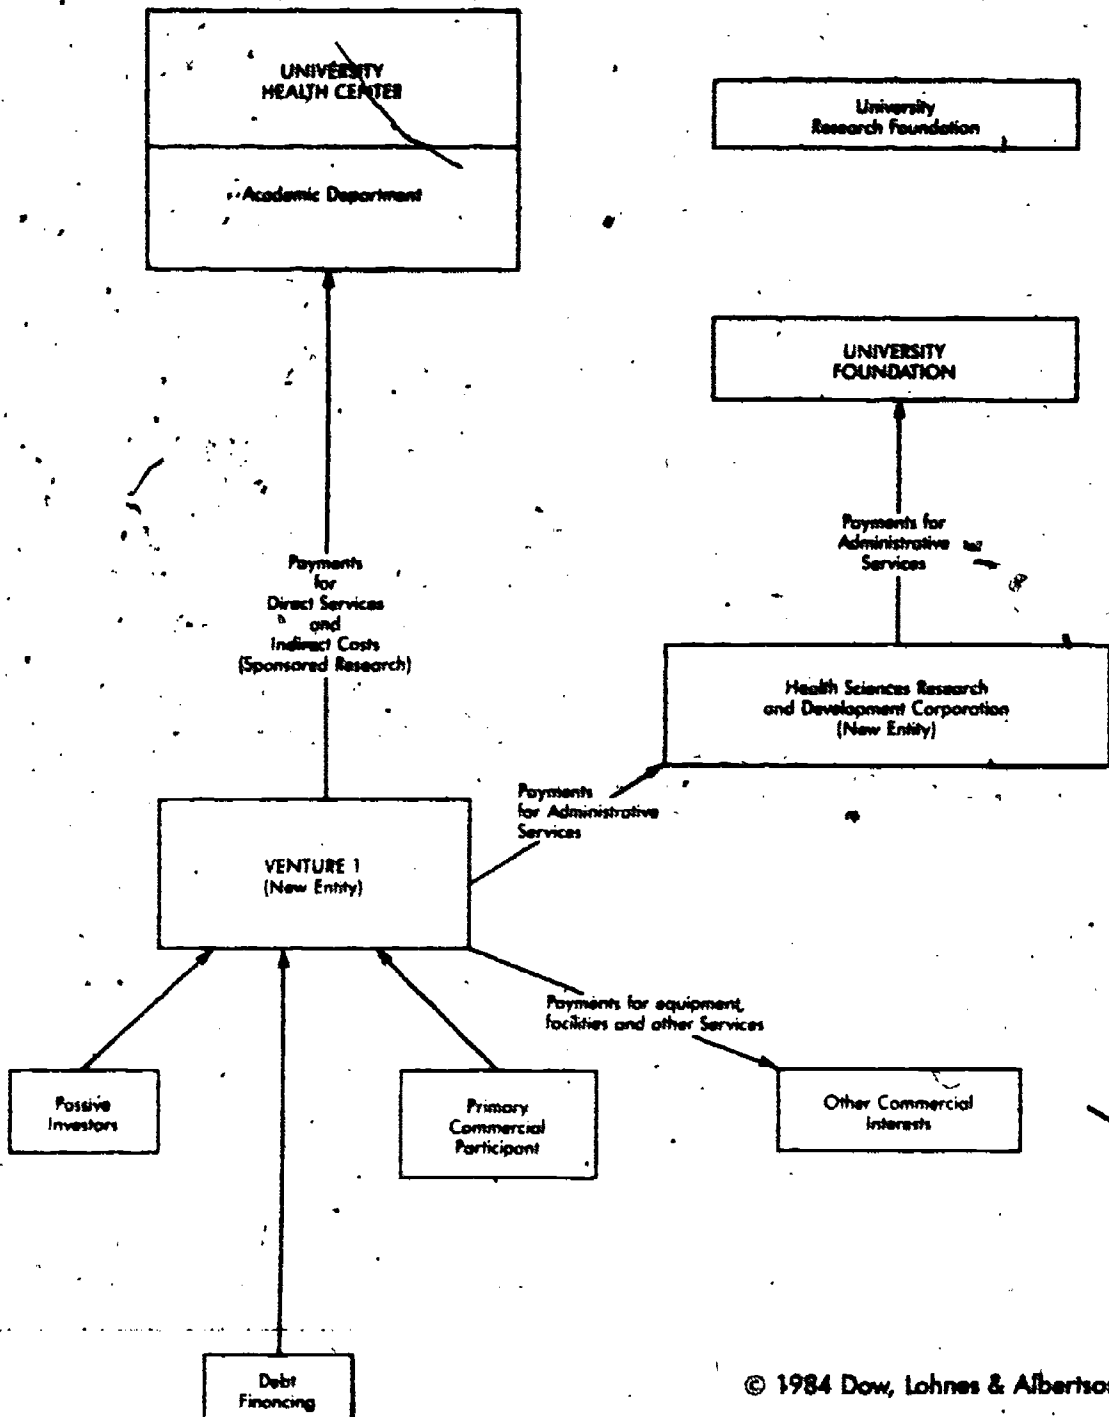 UNIVERSITY
HEALTH CENTER
Academic Department
University
Research Foundation
UNIVERSITY
FOUNDATION
Payments for
Administrative
Services
Payments
for
Direct Services
and
Indirect Costs
(Sponsored Research)
Health Sciences Research
and Development Corporation
(New Entity)
Payments
for Administrative
Services
VENTURE 1
(New Entity)
Payments for equipment,
facilities and other Services
Passive
Investors
Primary
Commercial
Participant
Other Commercial
Interests
Debt
Financing
© 1984 Dow, Lohnes & Albertson